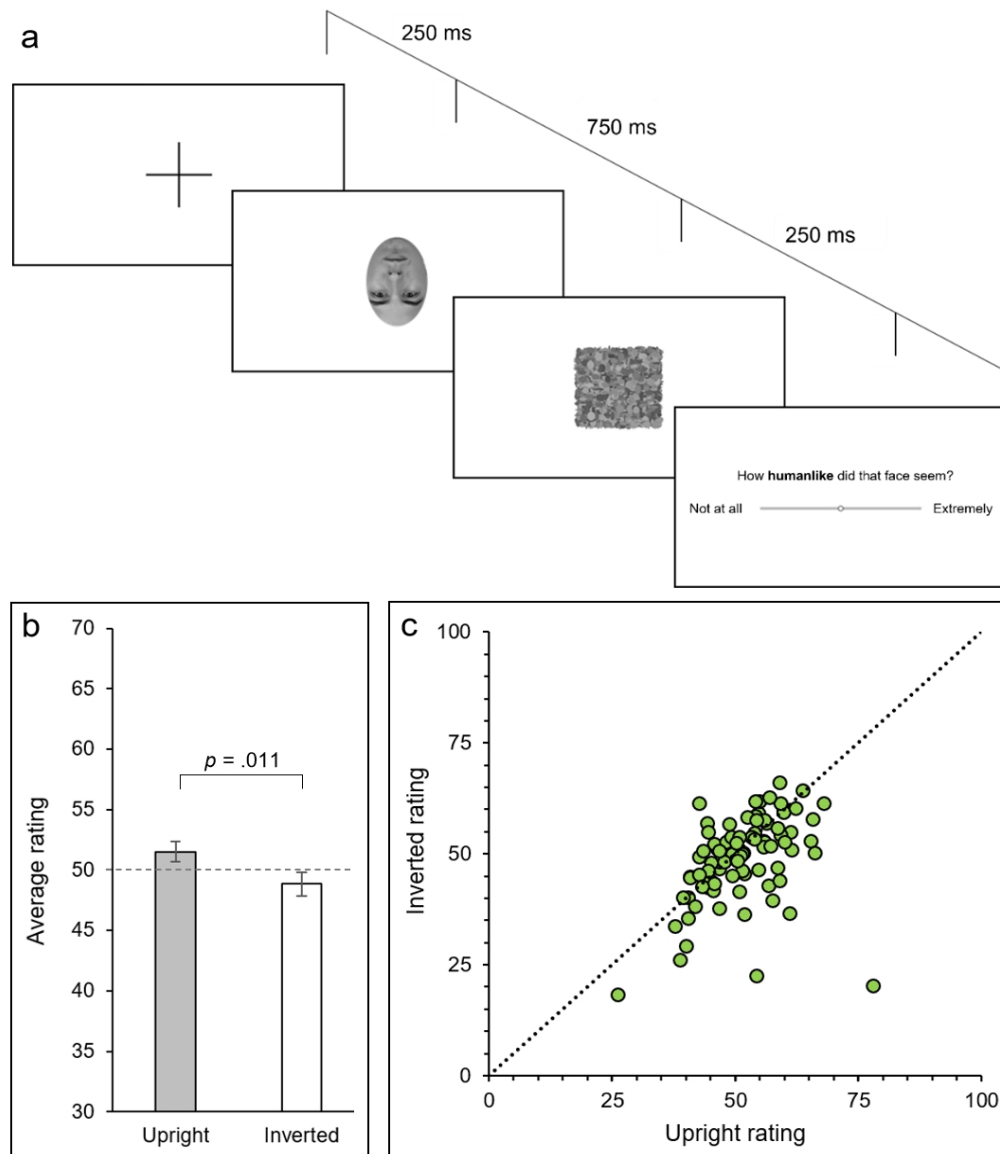 a
250 ms
750 ms
250 ms
How humanlike did that face seem?
Not at all Extremely
b
70
65
60
55
50
45
40
35
30
Average rating
p = .011
Upright Inverted
c
100
75
50
25
0
Inverted rating
0 25 50 75 100
Upright rating